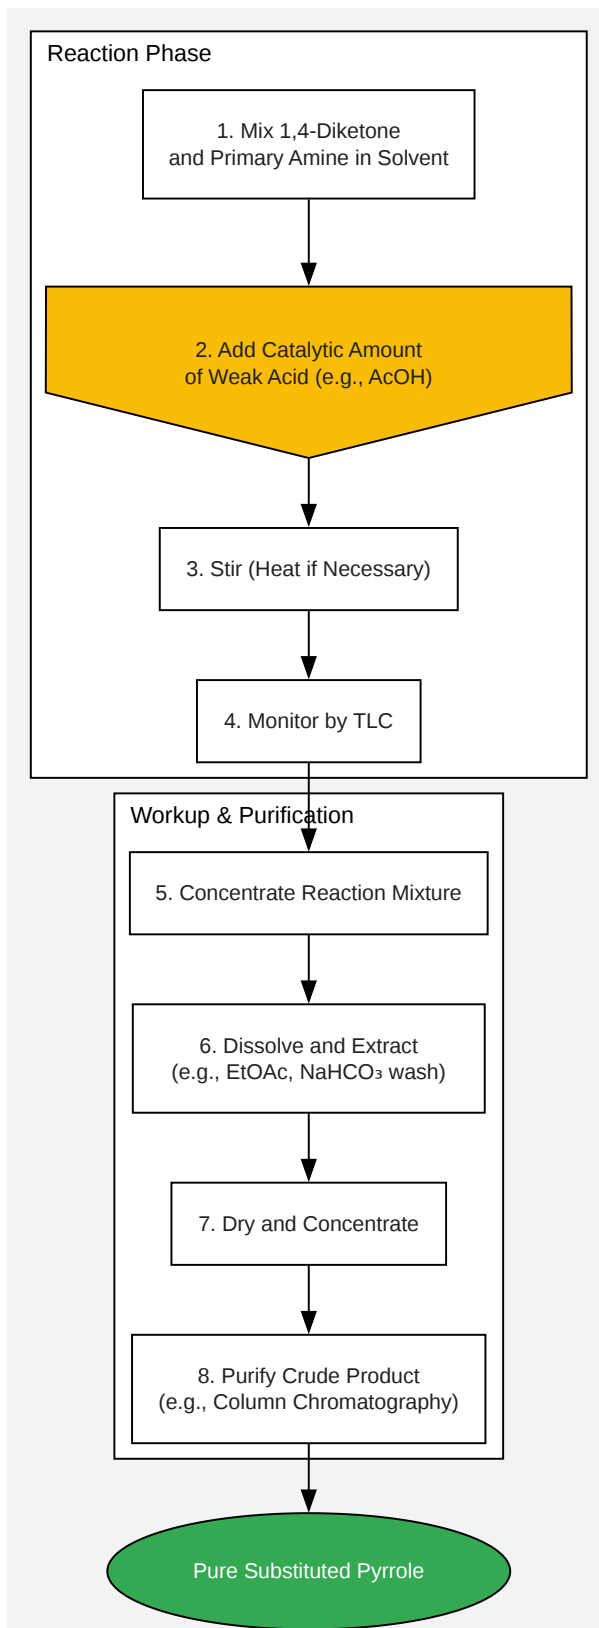 Reaction Phase
1. Mix 1,4-Diketone
and Primary Amine in Solvent
2. Add Catalytic Amount
of Weak Acid (e.g., AcOH)
3. Stir (Heat if Necessary)
4. Monitor by TLC
Workup & Purification
5. Concentrate Reaction Mixture
6. Dissolve and Extract
(e.g., EtOAc, NaHCO₃ wash)
7. Dry and Concentrate
8. Purify Crude Product
(e.g., Column Chromatography)
Pure Substituted Pyrrole